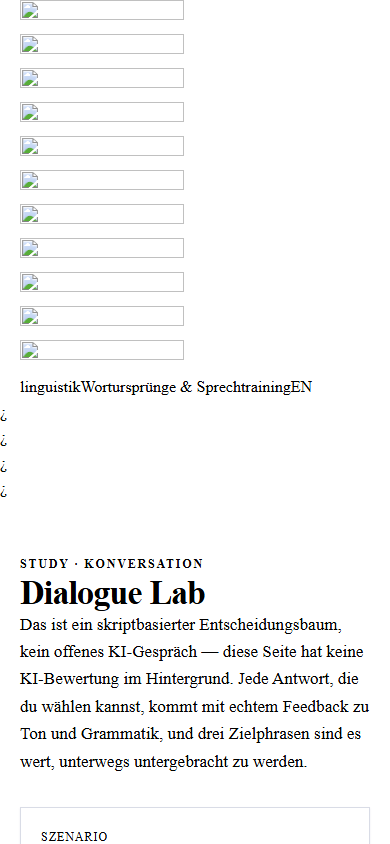 linguistikWortursprünge & SprechtrainingEN
¿
¿
¿
¿
STUDY · KONVERSATION
Dialogue Lab
Das ist ein skriptbasierter Entscheidungsbaum,
kein offenes KI-Gespräch — diese Seite hat keine
KI-Bewertung im Hintergrund. Jede Antwort, die
du wählen kannst, kommt mit echtem Feedback zu
Ton und Grammatik, und drei Zielphrasen sind es
wert, unterwegs untergebracht zu werden.
SZENARIO